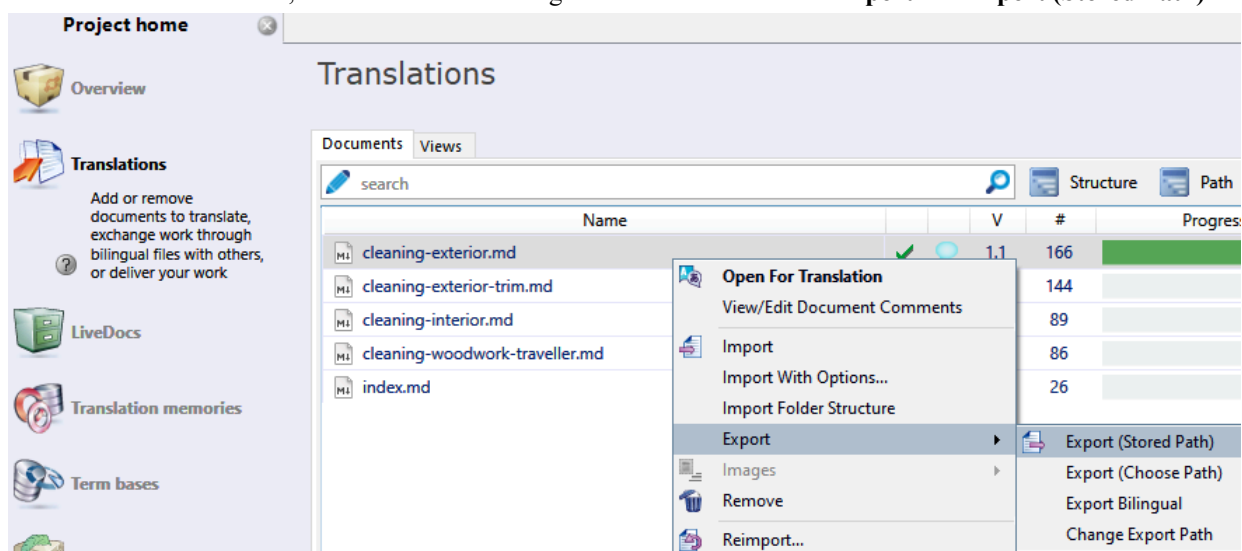 Project home
Overview
Translations
Add or remove
documents to translate,
exchange work through
bilingual files with others,
or deliver your work
LiveDocs
Translation memories
Term bases
Translations
Documents Views
search Structure Path
Name V #
cleaning-exterior.md 1.1 166
cleaning-exterior-trim.md 144
cleaning-interior.md 89
cleaning-woodwork-traveller.md 86
index.md 26
Open For Translation
View/Edit Document Comments
Import
Import With Options...
Import Folder Structure
Export
Images
Remove
Reimport...
Export (Stored Path)
Export (Choose Path)
Export Bilingual
Change Export Path